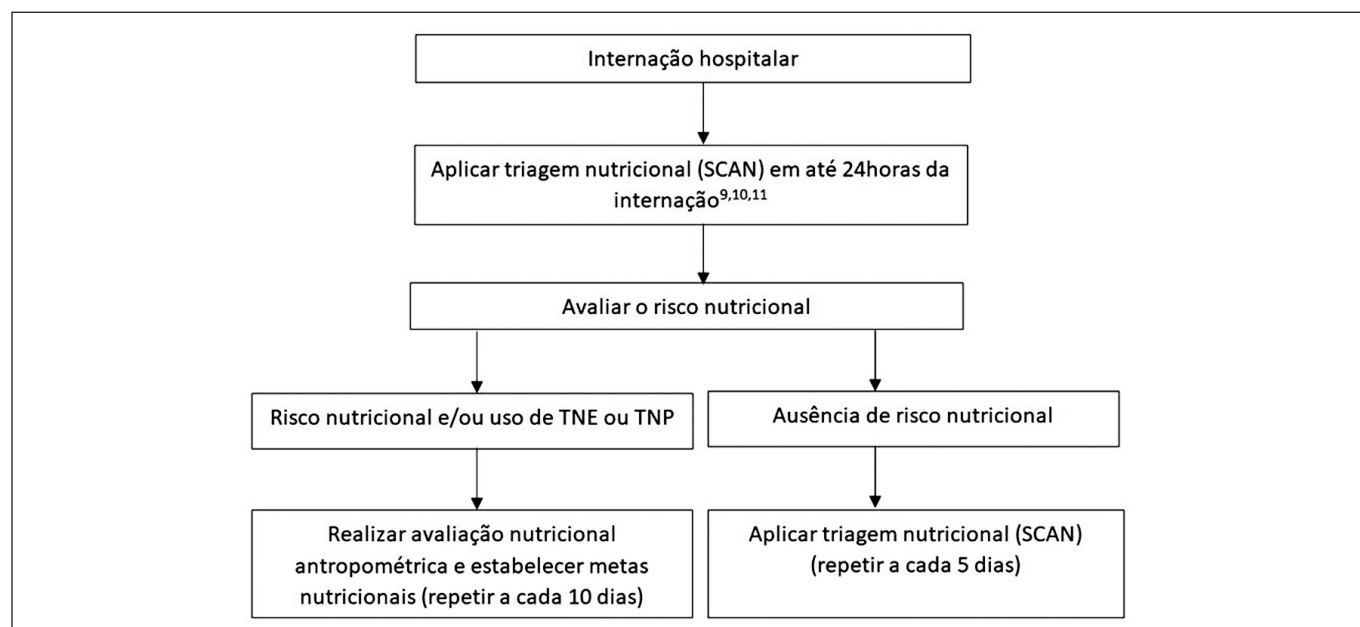 Internação hospitalar
Aplicar triagem nutricional (SCAN) em até 24horas da
internação9,10,11
Avaliar o risco nutricional
Risco nutricional e/ou uso de TNE ou TNP
Ausência de risco nutricional
Realizar avaliação nutricional
antropométrica e estabelecer metas
nutricionais (repetir a cada 10 dias)
Aplicar triagem nutricional (SCAN)
(repetir a cada 5 dias)